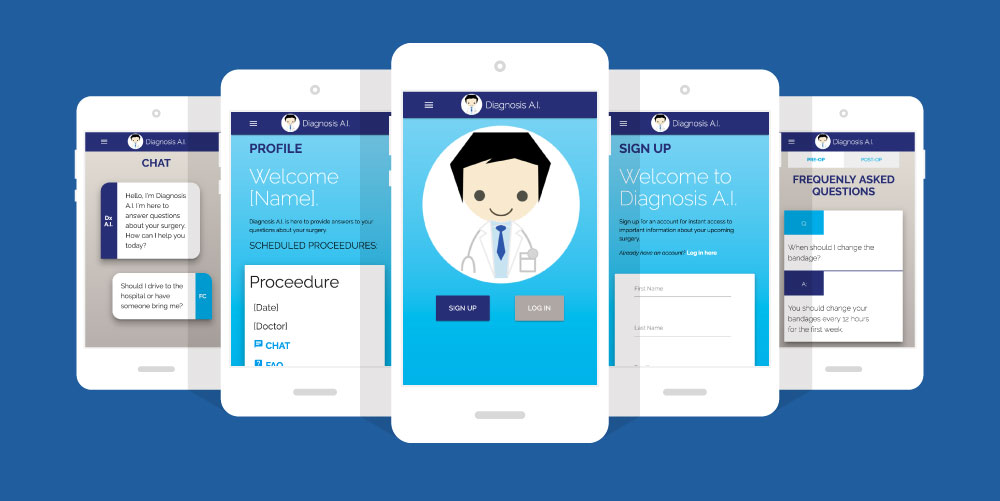 Diagnosis A.I.
CHAT
Dx
A.I.
Hello, I'm Diagnosis
A.I. I'm here to
answer questions
about your surgery.
How can I help you
today?
Should I drive to the
hospital or have
someone bring me?
FC
Diagnosis A.I.
PROFILE
Welcome
[Name].
Diagnosis A.I. is here to provide answers to your
questions about your surgery.
SCHEDULED PROCEEDURES:
Proceedure
[Date]
[Doctor]
CHAT
FAQ
Diagnosis A.I.
SIGN UP
LOG IN
Diagnosis A.I.
SIGN UP
Welcome to
Diagnosis A.I.
Sign up for an account for instant access to
important information about your upcoming
surgery.
Already have an account? Log in here
First Name
Last Name
Diagnosis A.I.
PRE-OP
POST-OP
FREQUENLY ASKED
QUESTIONS
Q:
When should I change the
bandage?
A:
You should change your
bandages every 12 hours
for the first week.